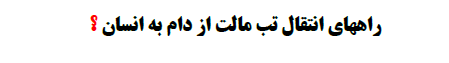 راههای انتقال تب مالت از دام به انسان ؟